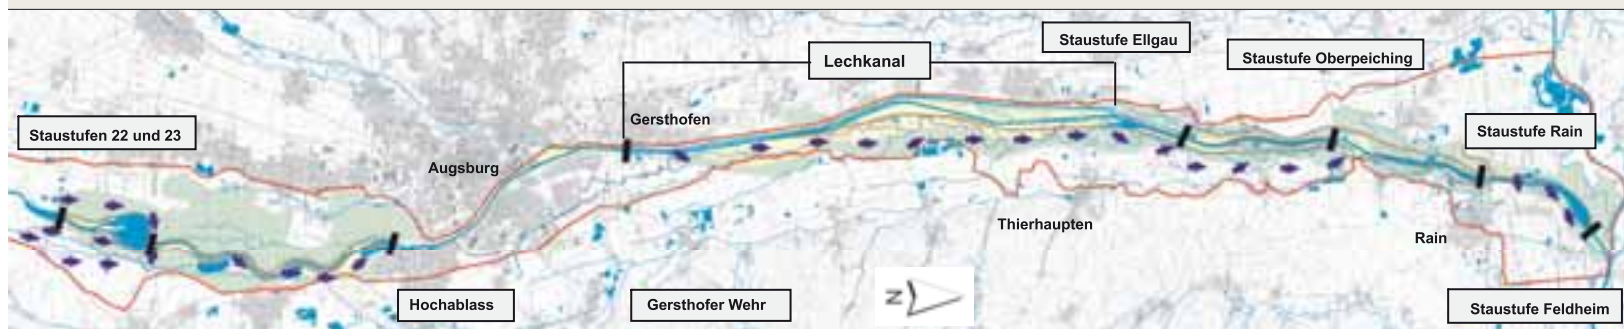 Staustufen 22 und 23
Augsburg
Hochablass
Gersthofen
Gersthofer Wehr
Lechkanal
Staustufe Ellgau
Thierhaupten
Staustufe Oberpeiching
Rain
Staustufe Rain
Staustufe Feldheim
N